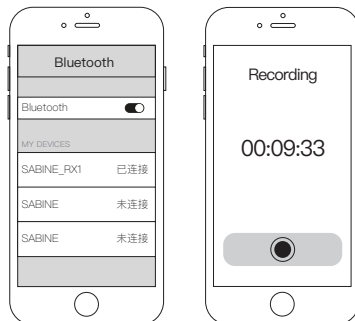 Bluetooth
Bluetooth
MY DEVICES
SABINE_RX1 已连接
SABINE 未连接
SABINE 未连接
Recording
00:09:33